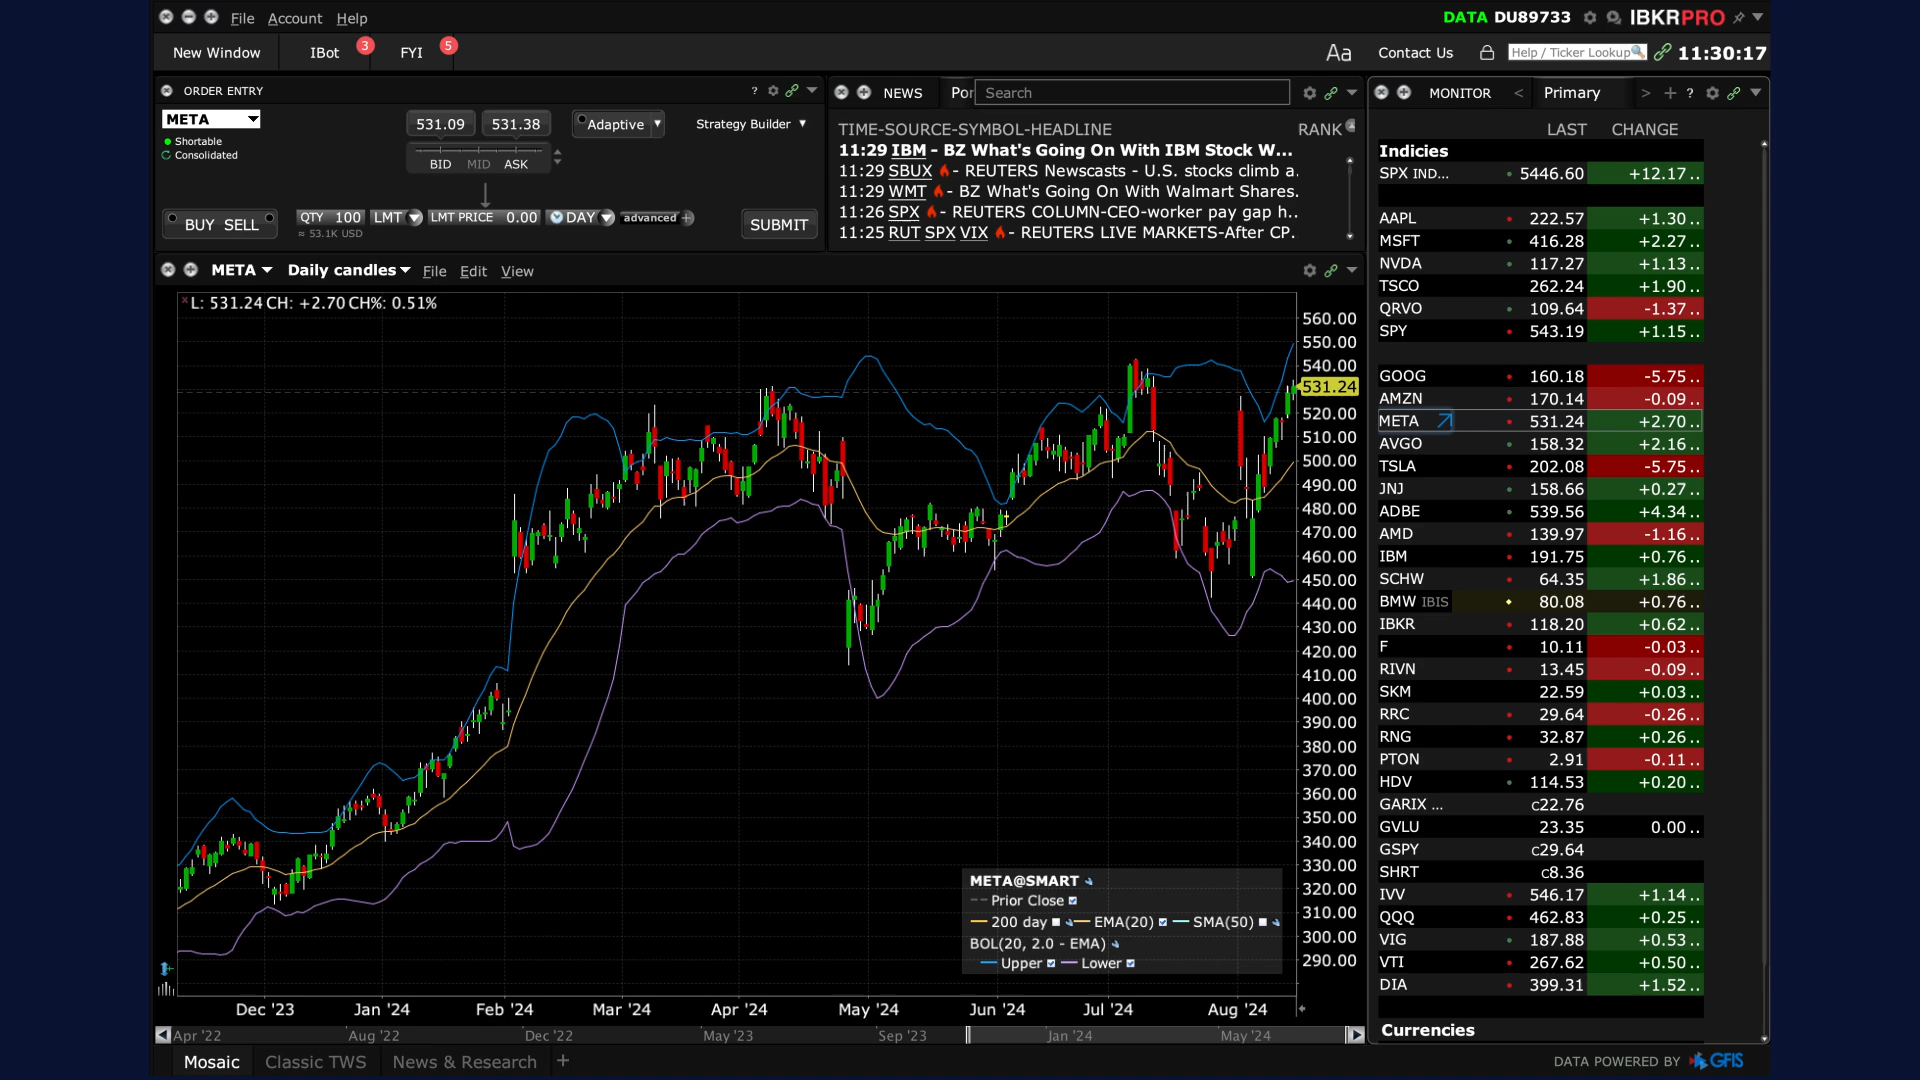 File Account Help
DATA DU89733 IBKRPRO
New Window IBot 3 FYI 5
Aa Contact Us Help / Ticker Lookup 11:30:17
ORDER ENTRY ?
META
Shortable
Consolidated
531.09 531.38 Adaptive Strategy Builder
BID MID ASK
BUY SELL QTY 100 LMT LMT PRICE 0.00 DAY advanced + SUBMIT
≈ 53.1K USD
NEWS Por Search
TIME-SOURCE-SYMBOL-HEADLINE RANK
11:29 IBM - BZ What's Going On With IBM Stock W...
11:29 SBUX - REUTERS Newscasts - U.S. stocks climb a.
11:29 WMT - BZ What's Going On With Walmart Shares.
11:26 SPX - REUTERS COLUMN-CEO-worker pay gap h..
11:25 RUT SPX VIX - REUTERS LIVE MARKETS-After CP.
META Daily candles File Edit View
L: 531.24 CH: +2.70 CH%: 0.51%
560.00
550.00
540.00
531.24
520.00
510.00
500.00
490.00
480.00
470.00
460.00
450.00
440.00
430.00
420.00
410.00
400.00
390.00
380.00
370.00
360.00
350.00
340.00
330.00
320.00
310.00
300.00
290.00
META@SMART
Prior Close
200 day EMA(20) SMA(50)
BOL(20, 2.0 - EMA)
Upper Lower
Dec '23 Jan '24 Feb '24 Mar '24 Apr '24 May '24 Jun '24 Jul '24 Aug '24
Apr '22 Aug '22 Dec '22 May '23 Sep '23 Jan '24 May '24
MONITOR < Primary > + ?
LAST CHANGE
Indicies
SPX IND... 5446.60 +12.17..
AAPL 222.57 +1.30..
MSFT 416.28 +2.27..
NVDA 117.27 +1.13..
TSCO 262.24 +1.90..
QRVO 109.64 -1.37..
SPY 543.19 +1.15..
GOOG 160.18 -5.75..
AMZN 170.14 -0.09..
META 531.24 +2.70..
AVGO 158.32 +2.16..
TSLA 202.08 -5.75..
JNJ 158.66 +0.27..
ADBE 539.56 +4.34..
AMD 139.97 -1.16..
IBM 191.75 +0.76..
SCHW 64.35 +1.86..
BMW IBIS 80.08 +0.76..
IBKR 118.20 +0.62..
F 10.11 -0.03..
RIVN 13.45 -0.09..
SKM 22.59 +0.03..
RRC 29.64 -0.26..
RNG 32.87 +0.26..
PTON 2.91 -0.11..
HDV 114.53 +0.20..
GARIX ... C22.76
GVLU 23.35 0.00..
GSPY C29.64
SHRT C8.36
IVV 546.17 +1.14..
QQQ 462.83 +0.25..
VIG 187.88 +0.53..
VTI 267.62 +0.50..
DIA 399.31 +1.52..
Currencies
Mosaic Classic TWS News & Research +
DATA POWERED BY GFIS